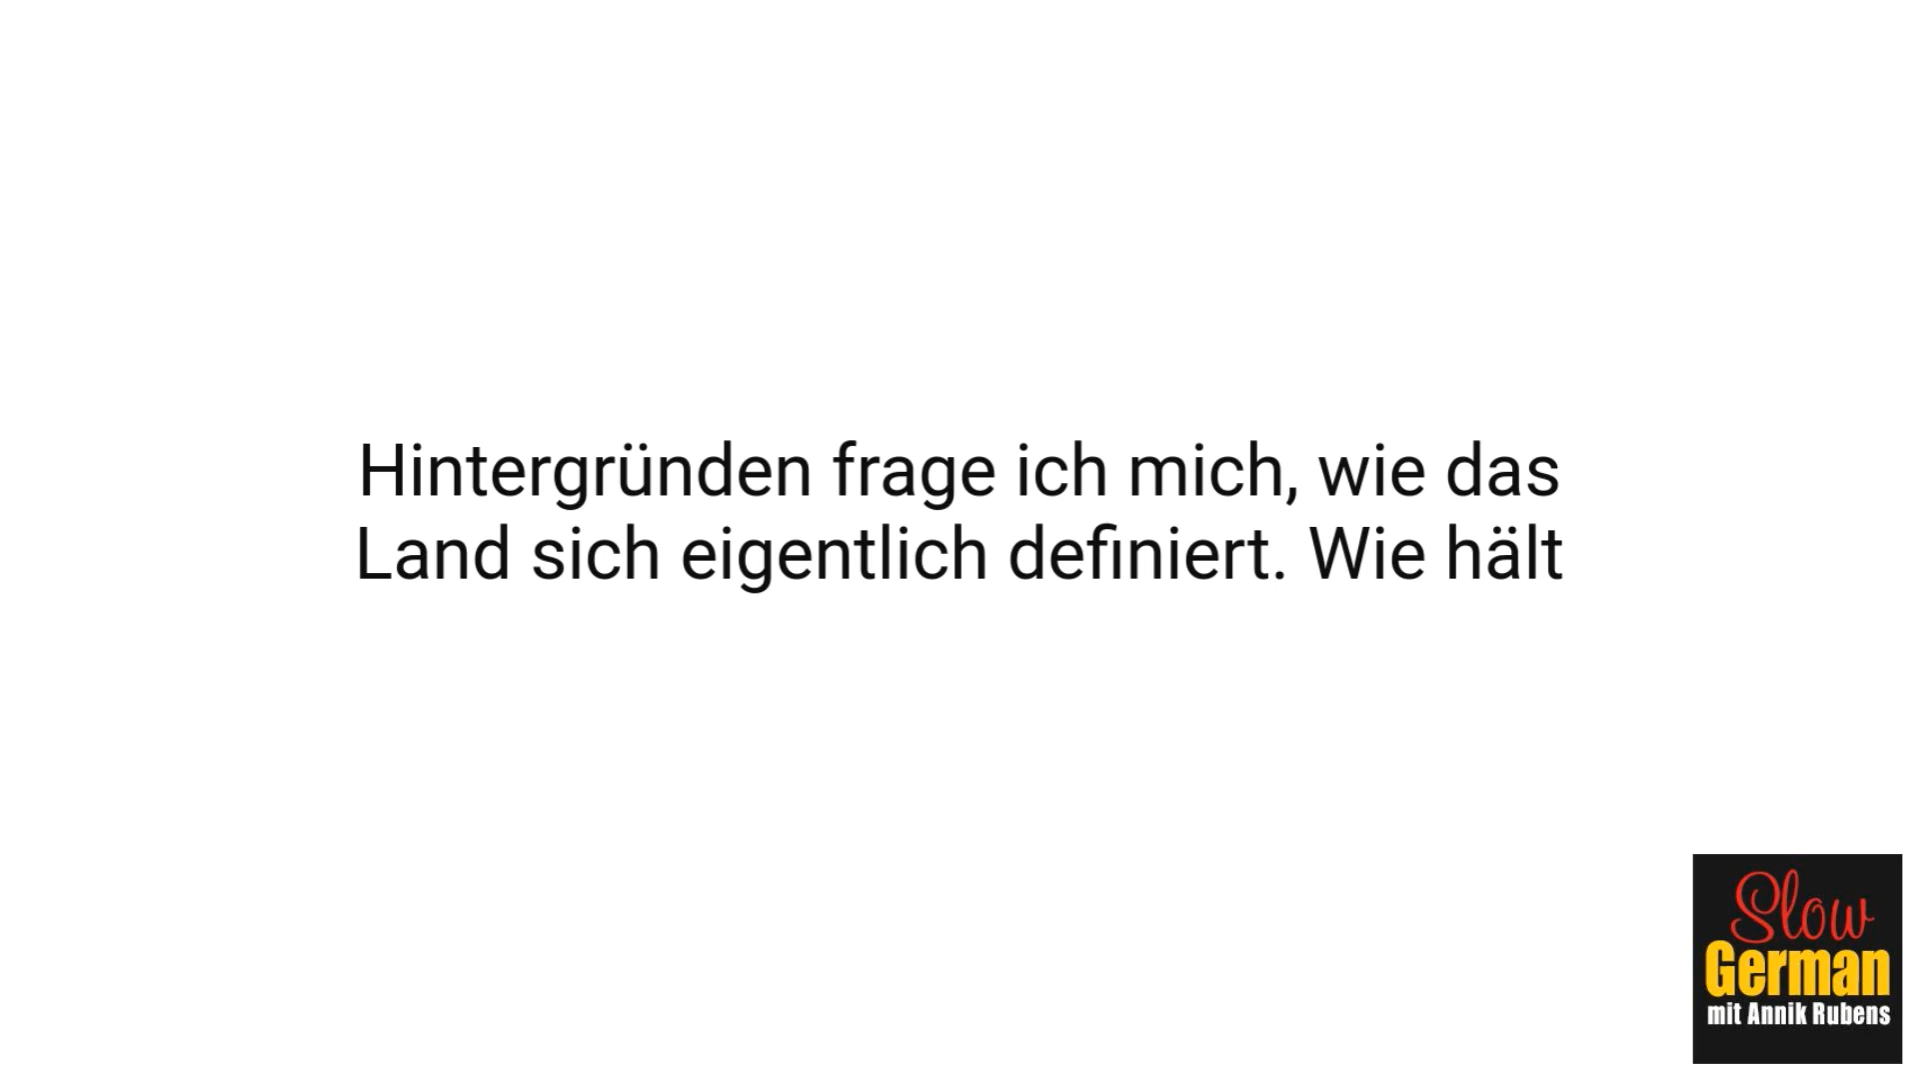 Hintergründen frage ich mich, wie das
Land sich eigentlich definiert. Wie hält
Slow
German
mit Annik Rubens